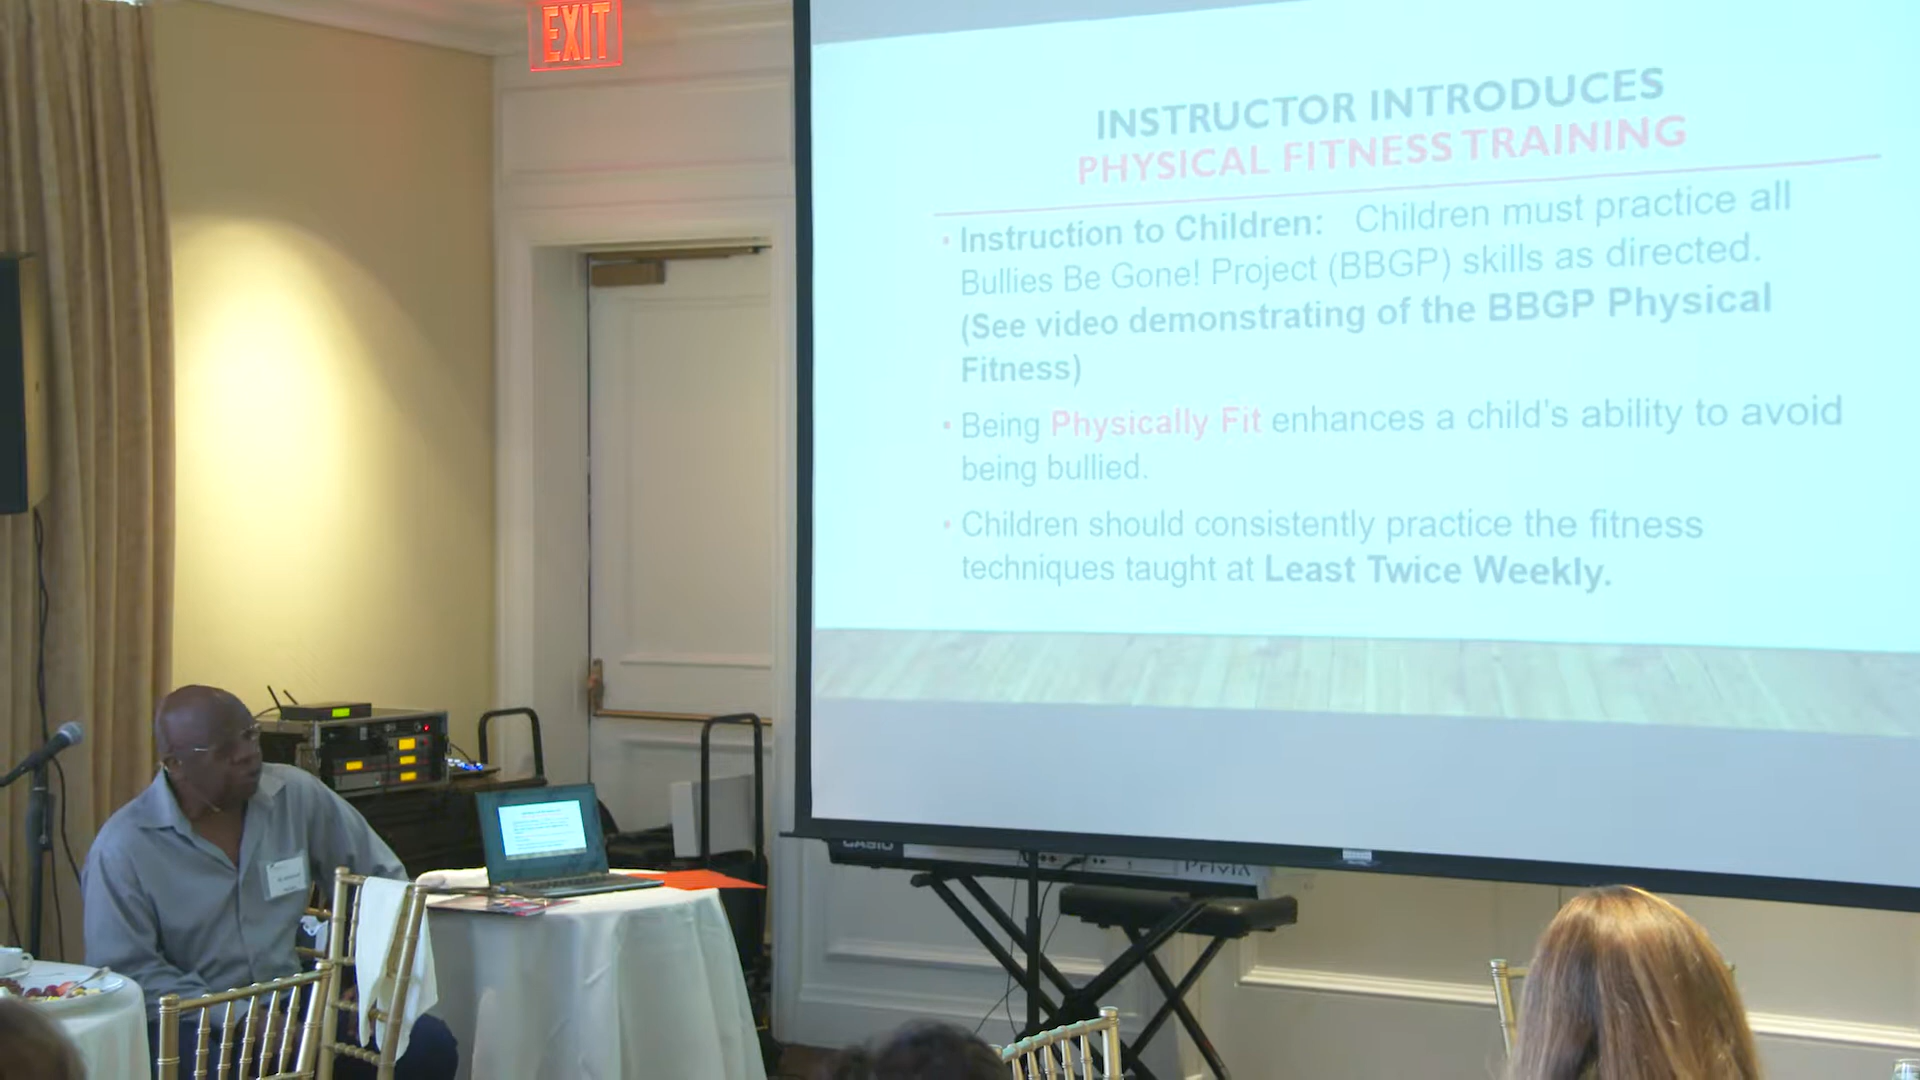 EXIT
INSTRUCTOR INTRODUCES
PHYSICAL FITNESS TRAINING
• Instruction to Children: Children must practice all
Bullies Be Gone! Project (BBGP) skills as directed.
(See video demonstrating of the BBGP Physical
Fitness)
• Being Physically Fit enhances a child's ability to avoid
being bullied.
• Children should consistently practice the fitness
techniques taught at Least Twice Weekly.
CASIO
Privia